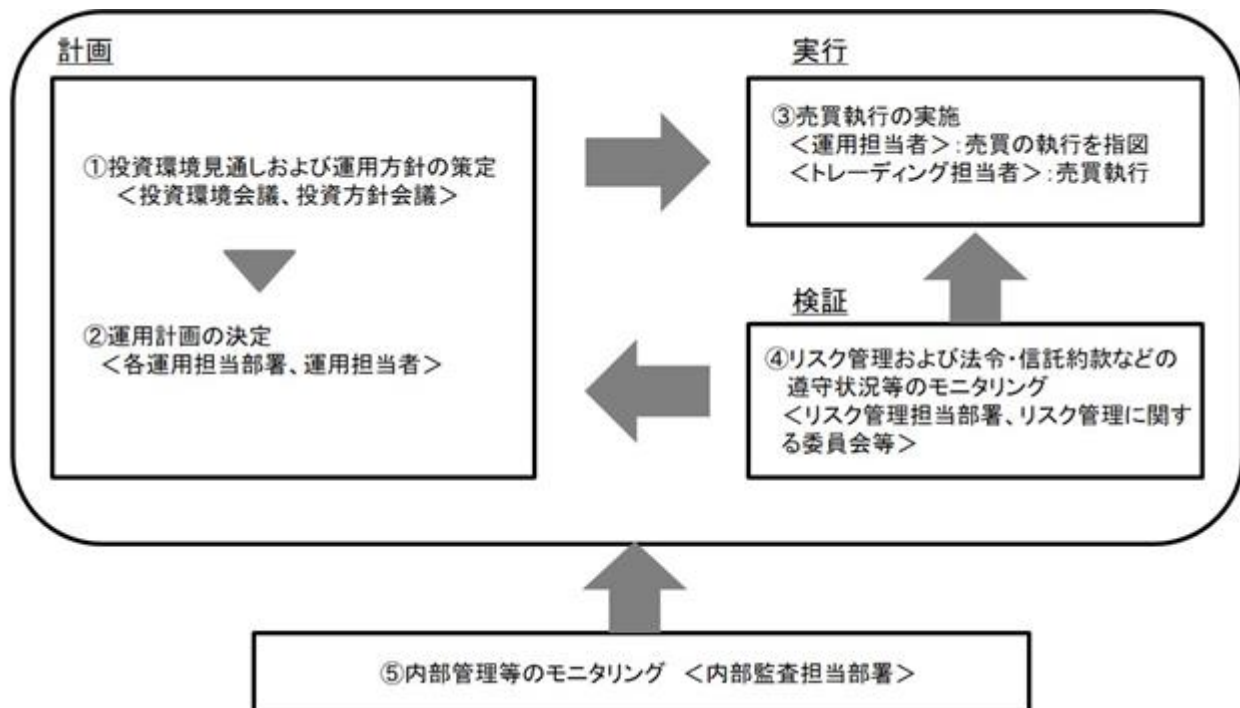 計画
①投資環境見通しおよび運用方針の策定
＜投資環境会議、投資方針会議＞
②運用計画の決定
＜各運用担当部署、運用担当者＞
実行
③売買執行の実施
＜運用担当者＞:売買の執行を指図
＜トレーディング担当者＞:売買執行
検証
④リスク管理および法令・信託約款などの
遵守状況等のモニタリング
＜リスク管理担当部署、リスク管理に関す
る委員会等＞
⑤内部管理等のモニタリング　＜内部監査担当部署＞